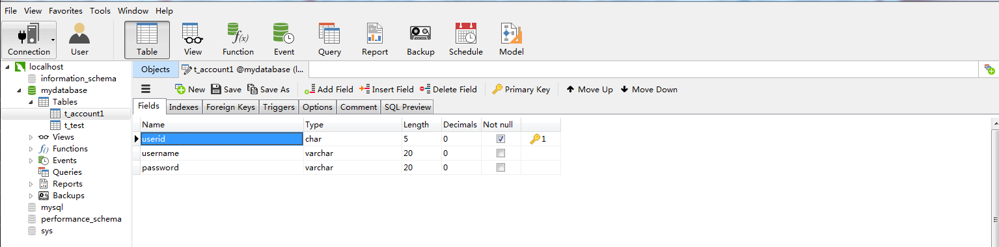 File View Favorites Tools Window Help
Connection User Table View Function Event Query Report Backup Schedule Model
f(x)
localhost
information_schema
mydatabase
Tables
t_account1
t_test
Views
Functions
Events
Queries
Reports
Backups
mysql
performance_schema
sys
Objects t_account1 @mydatabase (l...
New Save Save As Add Field Insert Field Delete Field Primary Key Move Up Move Down
Fields Indexes Foreign Keys Triggers Options Comment SQL Preview
Name Type Length Decimals Not null
userid char 5 0 1
username varchar 20 0
password varchar 20 0